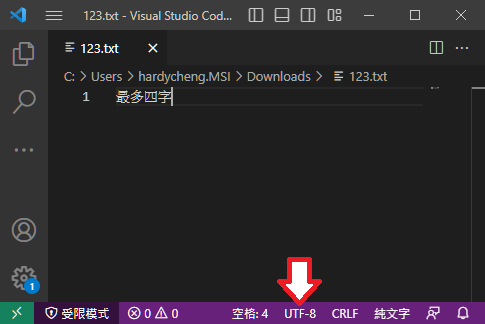 123.txt - Visual Studio Cod...
123.txt
C: > Users > hardycheng.MSI > Downloads > 123.txt
1 最多四字
1
受限模式 0 0 空格: 4 UTF-8 CRLF 純文字